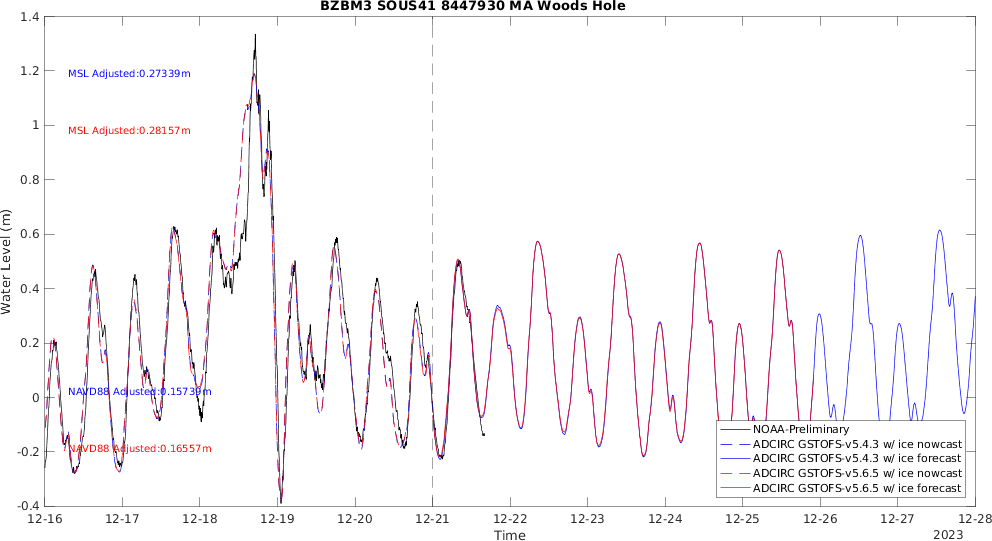 BZBM3 SOUS41 8447930 MA Woods Hole
1.4
1.2
1
0.8
0.6
0.4
0.2
0
-0.2
-0.4
Water Level (m)
MSL Adjusted:0.27339m
MSL Adjusted:0.28157m
NAVD88 Adjusted:0.15739m
NAVD88 Adjusted:0.16557m
NOAA-Preliminary
ADCIRC GSTOFS-v5.4.3 w/ ice nowcast
ADCIRC GSTOFS-v5.4.3 w/ ice forecast
ADCIRC GSTOFS-v5.6.5 w/ ice nowcast
ADCIRC GSTOFS-v5.6.5 w/ ice forecast
12-16 12-17 12-18 12-19 12-20 12-21 12-22 12-23 12-24 12-25 12-26 12-27 12-28
Time
2023